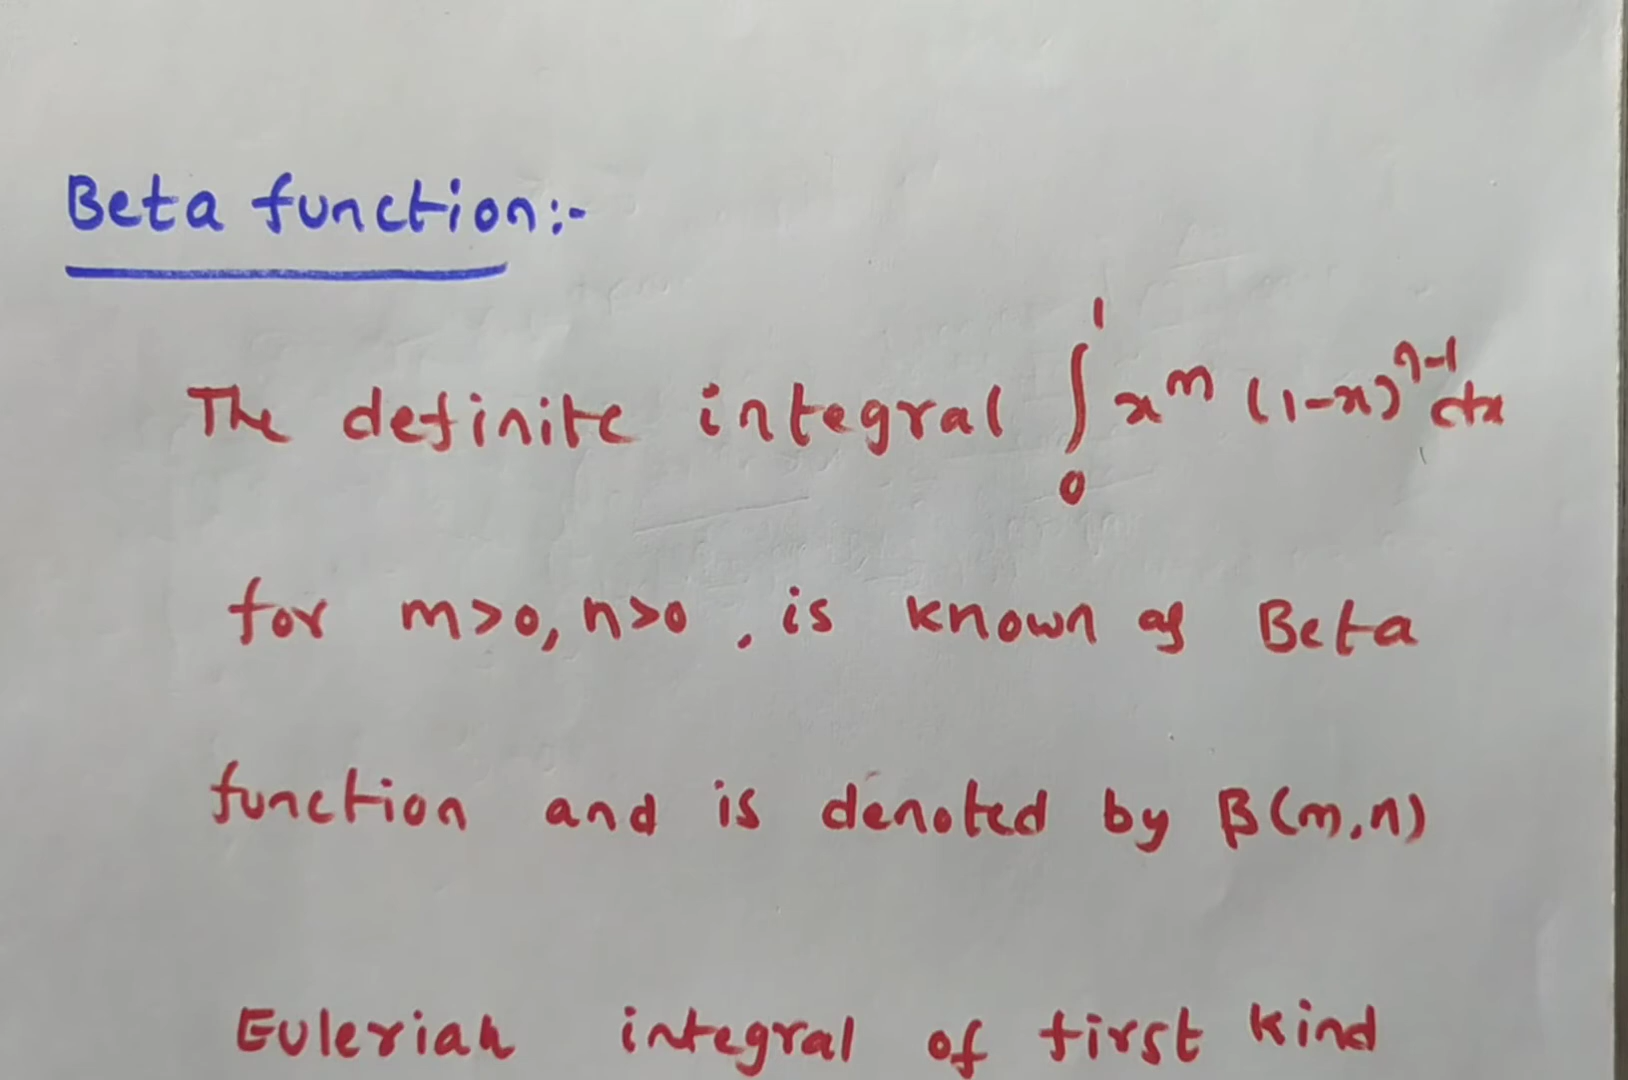 Beta function:-
The definite integral ∫₀¹ xᵐ (1-x)ⁿ⁻¹ dx
for m>0, n>0, is known as Beta
function and is denoted by β(m,n)
Eulerian integral of first kind